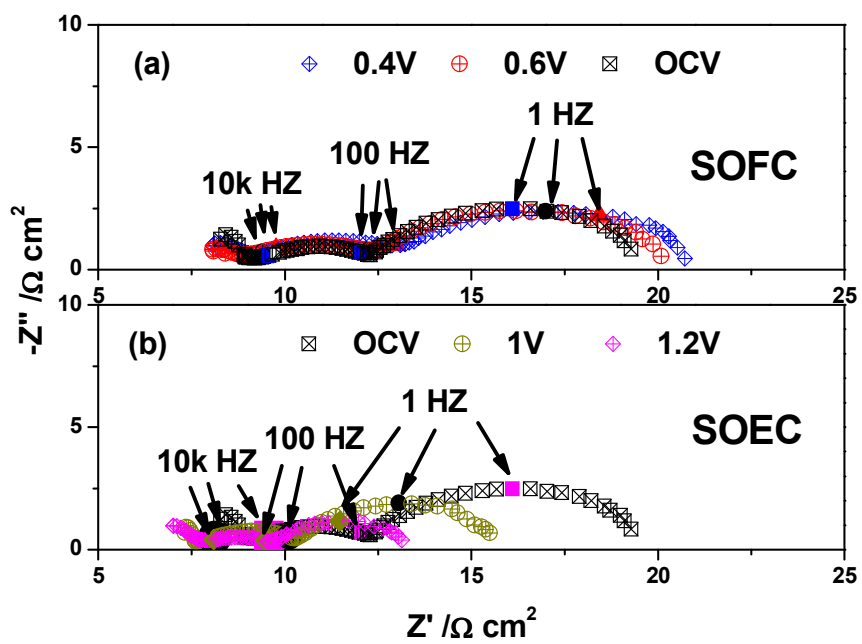 10
(a) 0.4V 0.6V OCV
1 HZ
100 HZ
10k HZ
SOFC
5
0
5 10 15 20 25
-Z'' /Ω cm2
10
(b) OCV 1V 1.2V
1 HZ
100 HZ
10k HZ
SOEC
5
0
5 10 15 20 25
Z' /Ω cm2